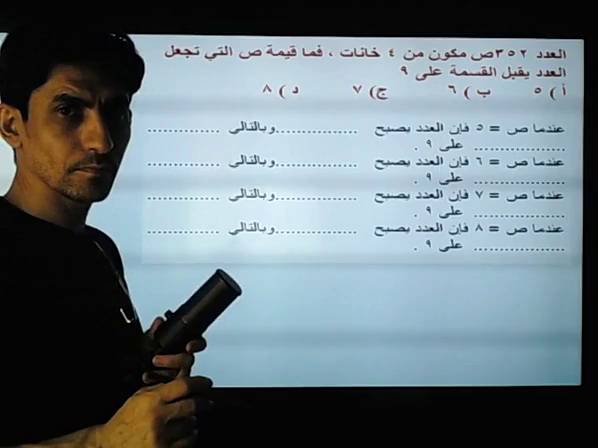 العدد ٣٥٢ص مكون من ٤ خانات ، فما قيمة ص التي تجعل
العدد يقبل القسمة على ٩
أ ) ٥ ب ) ٦ ج) ٧ د ) ٨
عندما ص = ٥ فإن العدد يصبح ..................وبالتالي ................
..................... على ٩ .
عندما ص = ٦ فإن العدد يصبح ..................وبالتالي ................
..................... على ٩ .
عندما ص = ٧ فإن العدد يصبح ..................وبالتالي ................
..................... على ٩ .
عندما ص = ٨ فإن العدد يصبح ..................وبالتالي ................
..................... على ٩ .